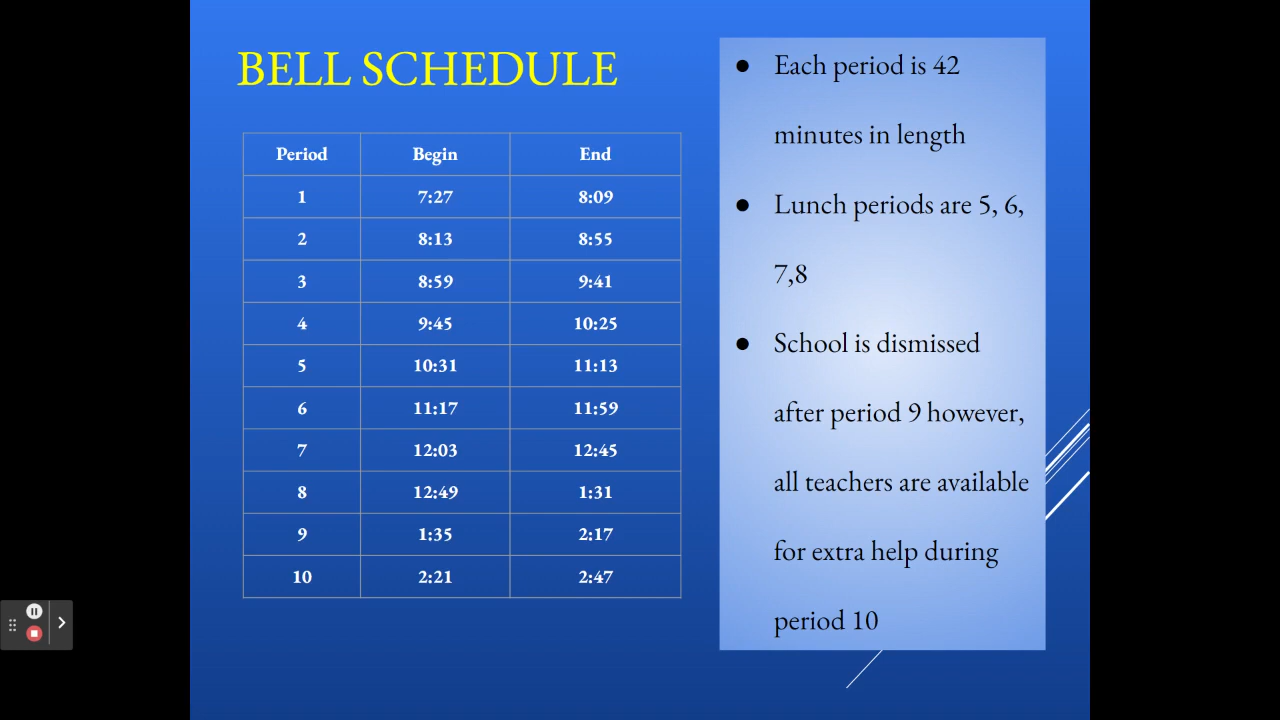 BELL SCHEDULE
Period Begin End
1 7:27 8:09
2 8:13 8:55
3 8:59 9:41
4 9:45 10:25
5 10:31 11:13
6 11:17 11:59
7 12:03 12:45
8 12:49 1:31
9 1:35 2:17
10 2:21 2:47
● Each period is 42
minutes in length
● Lunch periods are 5, 6,
7,8
● School is dismissed
after period 9 however,
all teachers are available
for extra help during
period 10